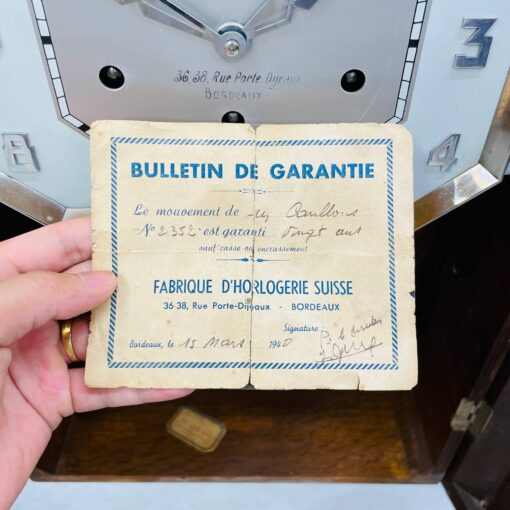 36.38, Rue Porte Dijeaux
BORDEAUX
3
8
4
BULLETIN DE GARANTIE
Le mouvement de
No 2352 est garanti Vingt ans
sauf casse ou encrassement
FABRIQUE D'HORLOGERIE SUISSE
36-38, Rue Porte-Dijeaux - BORDEAUX
Signature :
Bordeaux, le 15 Mars 1940